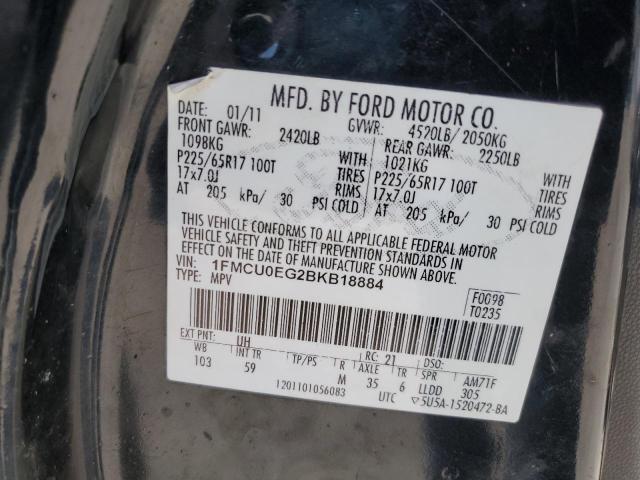 MFD. BY FORD MOTOR CO.
DATE: 01/11 GVWR: 4520LB/ 2050KG
FRONT GAWR: 2420LB REAR GAWR: 2250LB
1098KG WITH 1021KG WITH
P225/65R17 100T TIRES P225/65R17 100T TIRES
17x7.0J RIMS 17x7.0J RIMS
AT 205 kPa/ 30 PSI COLD AT 205 kPa/ 30 PSI COLD
THIS VEHICLE CONFORMS TO ALL APPLICABLE FEDERAL MOTOR
VEHICLE SAFETY AND THEFT PREVENTION STANDARDS IN
EFFECT ON THE DATE OF MANUFACTURE SHOWN ABOVE.
VIN: 1FMCU0EG2BKB18884
TYPE: MPV
F0G98
T0235
EXT PNT: UH RC: 21 DSO:
WB INT TR TP/PS R AXLE TR SPR AM71F
103 59 M 35 6 LLDD 305
1201101056083 UTC ▽5U5A-1520472-BA